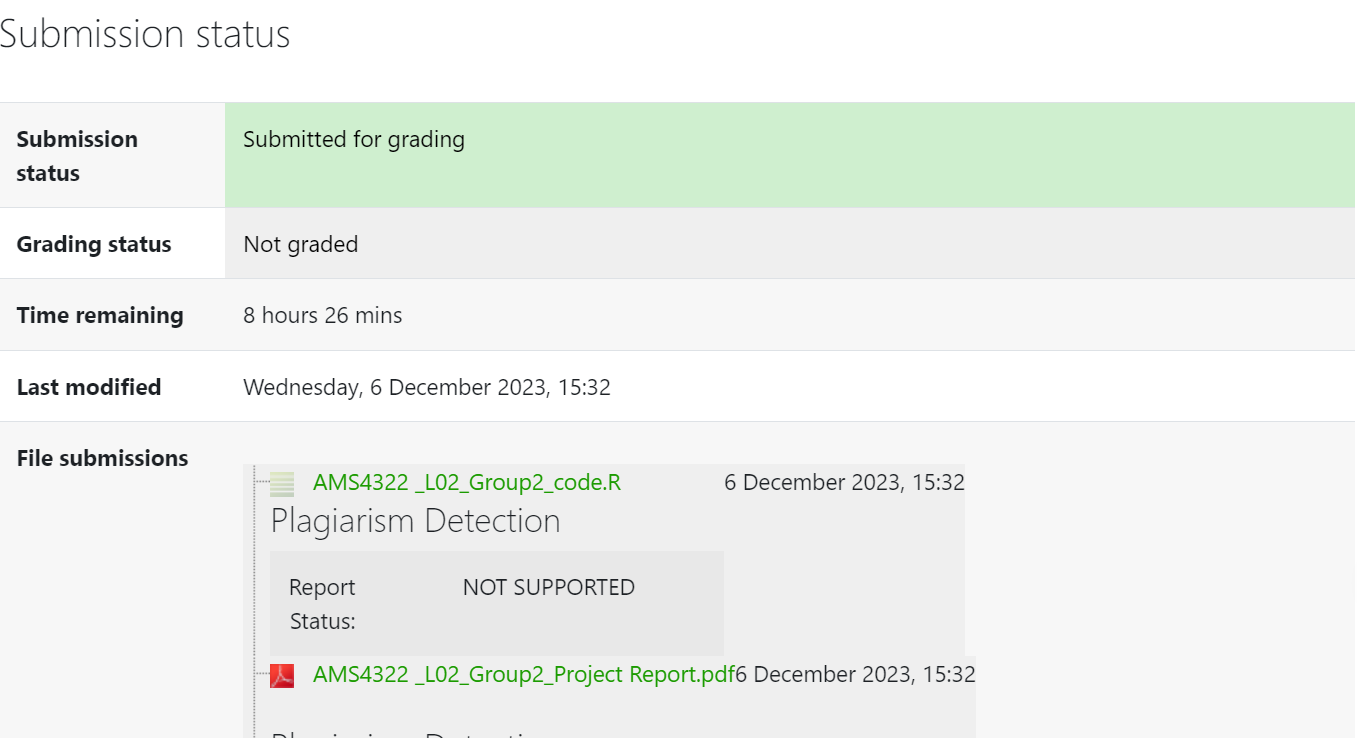 Submission status
Submission
status
Submitted for grading
Grading status
Not graded
Time remaining
8 hours 26 mins
Last modified
Wednesday, 6 December 2023, 15:32
File submissions
AMS4322 _L02_Group2_code.R
6 December 2023, 15:32
Plagiarism Detection
Report
Status:
NOT SUPPORTED
AMS4322 _L02_Group2_Project Report.pdf
6 December 2023, 15:32